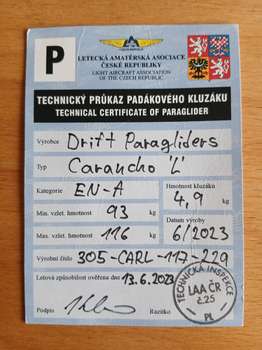 P
LETECKÁ AMATÉRSKÁ ASOCIACE
ČESKÉ REPUBLIKY
LIGHT AIRCRAFT ASSOCIATION
OF THE CZECH REPUBLIC
TECHNICKÝ PRŮKAZ PADÁKOVÉHO KLUZÁKU
TECHNICAL CERTIFICATE OF PARAGLIDER
Výrobce Drift Paragliders
Typ Carancho 'L'
Kategorie EN-A
Hmotnost kluzáku 4,9 kg
Min. vzlet. hmotnost 93 kg
Datum výroby 6/2023
Max. vzlet. hmotnost 116 kg
Výrobní číslo 305-CARL-117-229
Letová způsobilost ověřena dne 13.6.2023
Podpis
Razítko
TECHNICKÁ INSPEKCE
LAA ČR
č.25
PL